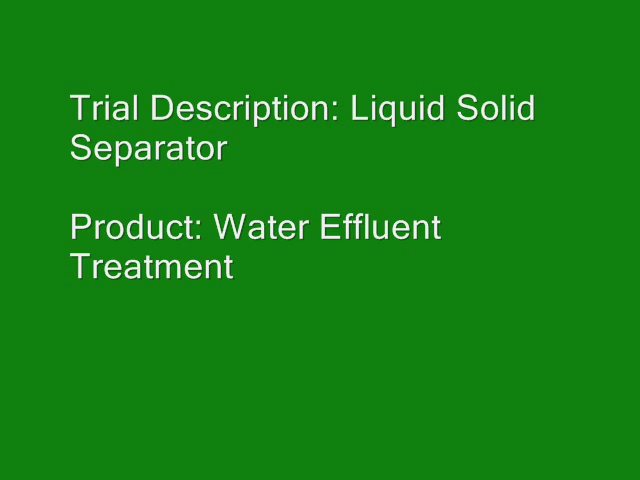 Trial Description: Liquid Solid
Separator
Product: Water Effluent
Treatment